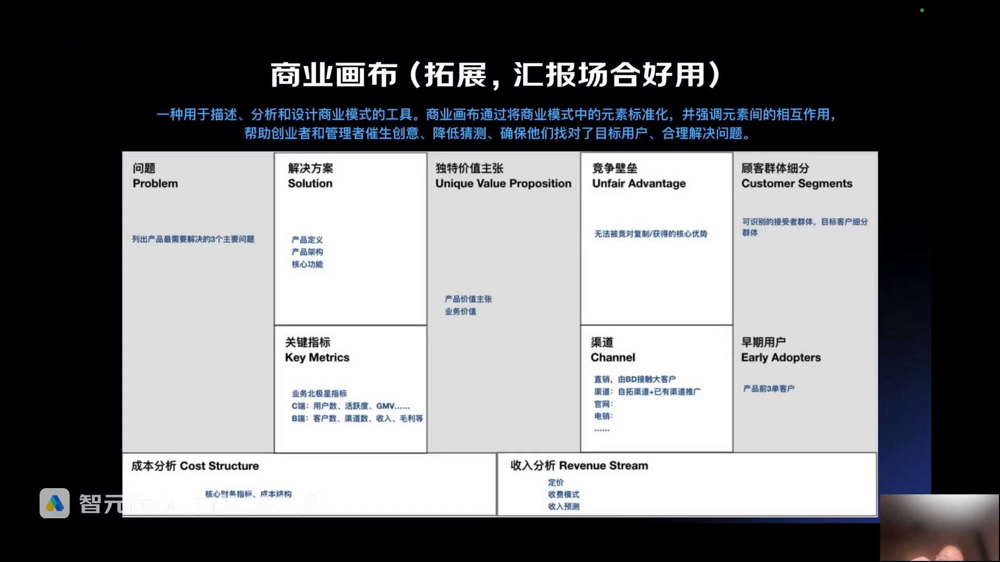 商业画布（拓展，汇报场合好用）
一种用于描述、分析和设计商业模式的工具。商业画布通过将商业模式中的元素标准化，并强调元素间的相互作用，
帮助创业者和管理者催生创意、降低猜测、确保他们找对了目标用户、合理解决问题。
问题
Problem
列出产品最需要解决的3个主要问题
解决方案
Solution
产品定义
产品架构
核心功能
关键指标
Key Metrics
业务北极星指标
C端：用户数、活跃度、GMV……
B端：客户数、渠道数、收入、毛利等
独特价值主张
Unique Value Proposition
产品价值主张
业务价值
竞争壁垒
Unfair Advantage
无法被竞对复制/获得的核心优势
渠道
Channel
直销，由BD接触大客户
渠道：自拓渠道+已有渠道推广
官网：
电销：
……
顾客群体细分
Customer Segments
可识别的接受者群体，目标客户细分
群体
早期用户
Early Adopters
产品前3单客户
成本分析 Cost Structure
核心财务指标、成本结构
收入分析 Revenue Stream
定价
收费模式
收入预测
智元